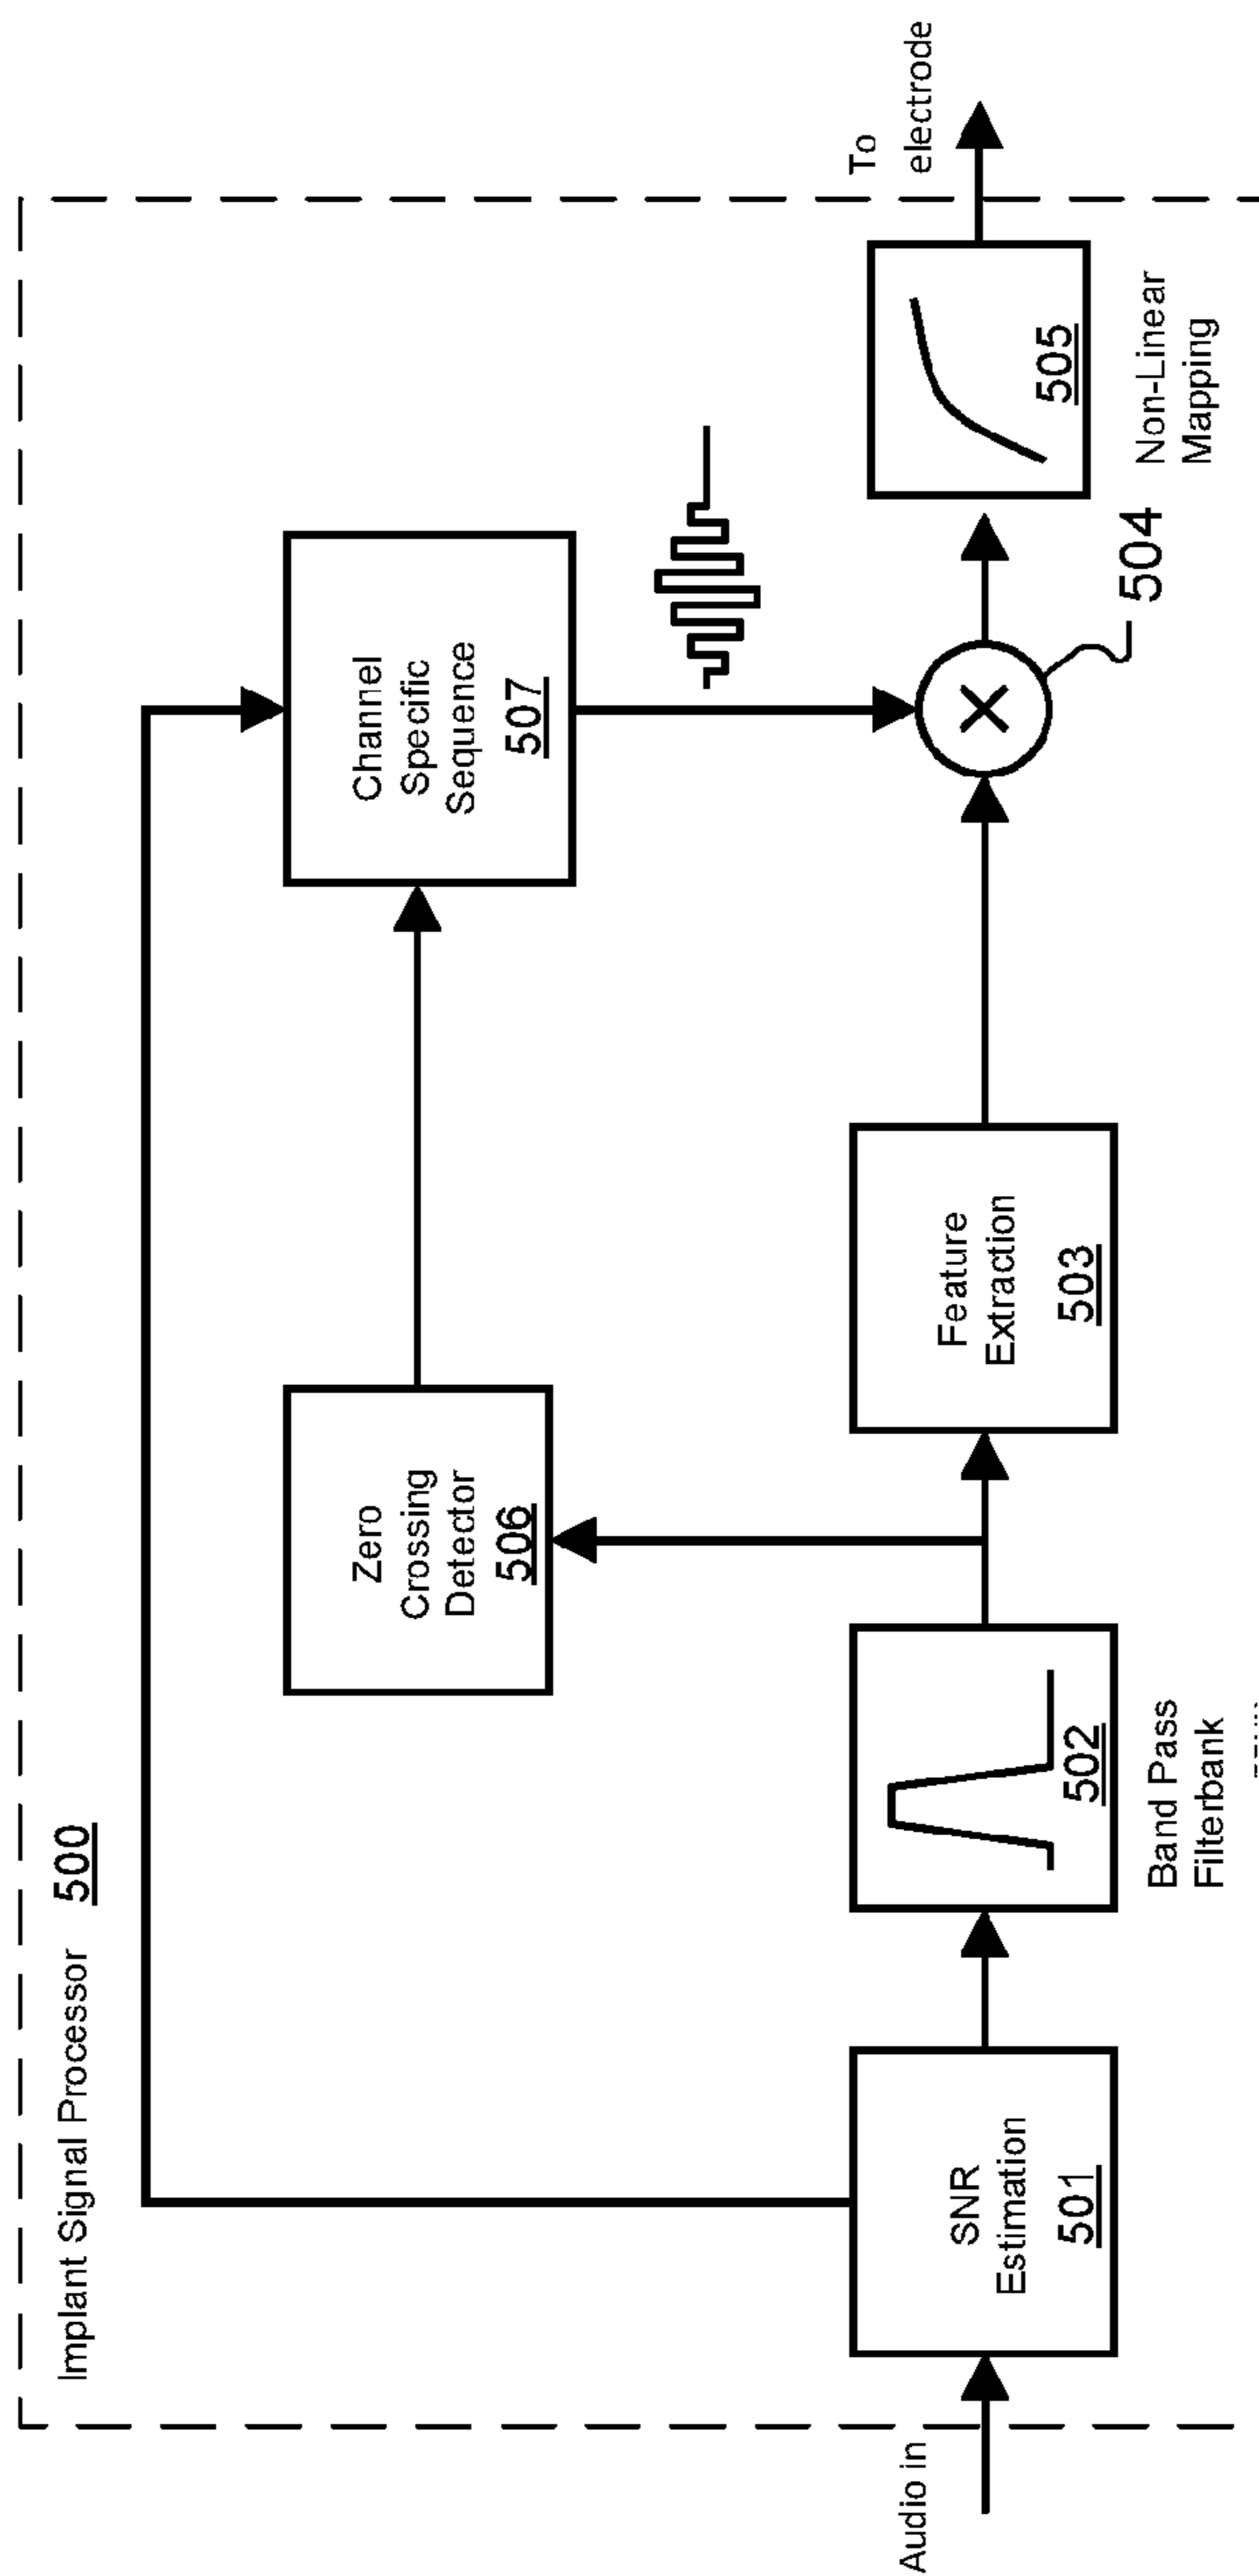 Implant Signal Processor 500
Zero
Crossing
Detector
506
Channel
Specific
Sequence
507
Audio in
SNR
Estimation
501
502
Band Pass
Filterbank
Feature
Extraction
503
504
505
Non-Linear
Mapping
To
electrode